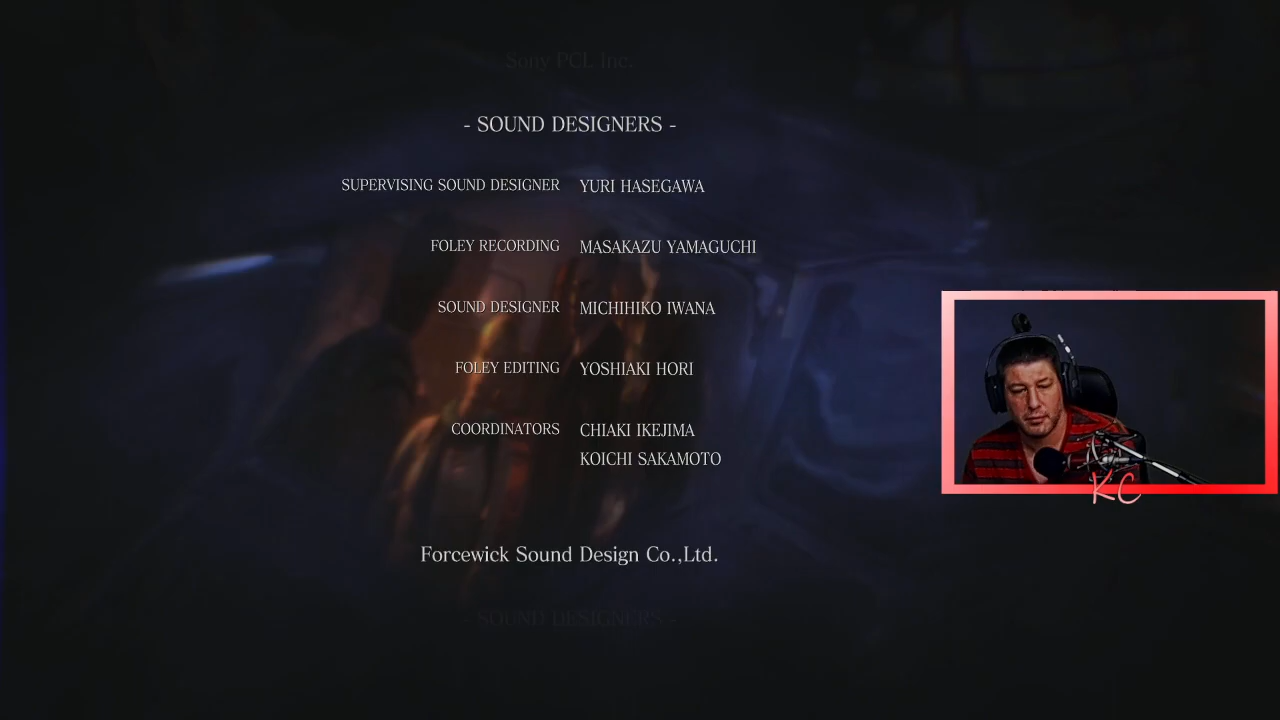 Sony PCL Inc.
- SOUND DESIGNERS -
SUPERVISING SOUND DESIGNER YURI HASEGAWA
FOLEY RECORDING MASAKAZU YAMAGUCHI
SOUND DESIGNER MICHIHIKO IWANA
FOLEY EDITING YOSHIAKI HORI
COORDINATORS CHIAKI IKEJIMA
KOICHI SAKAMOTO
KC
Forcewick Sound Design Co.,Ltd.
- SOUND DESIGNERS -